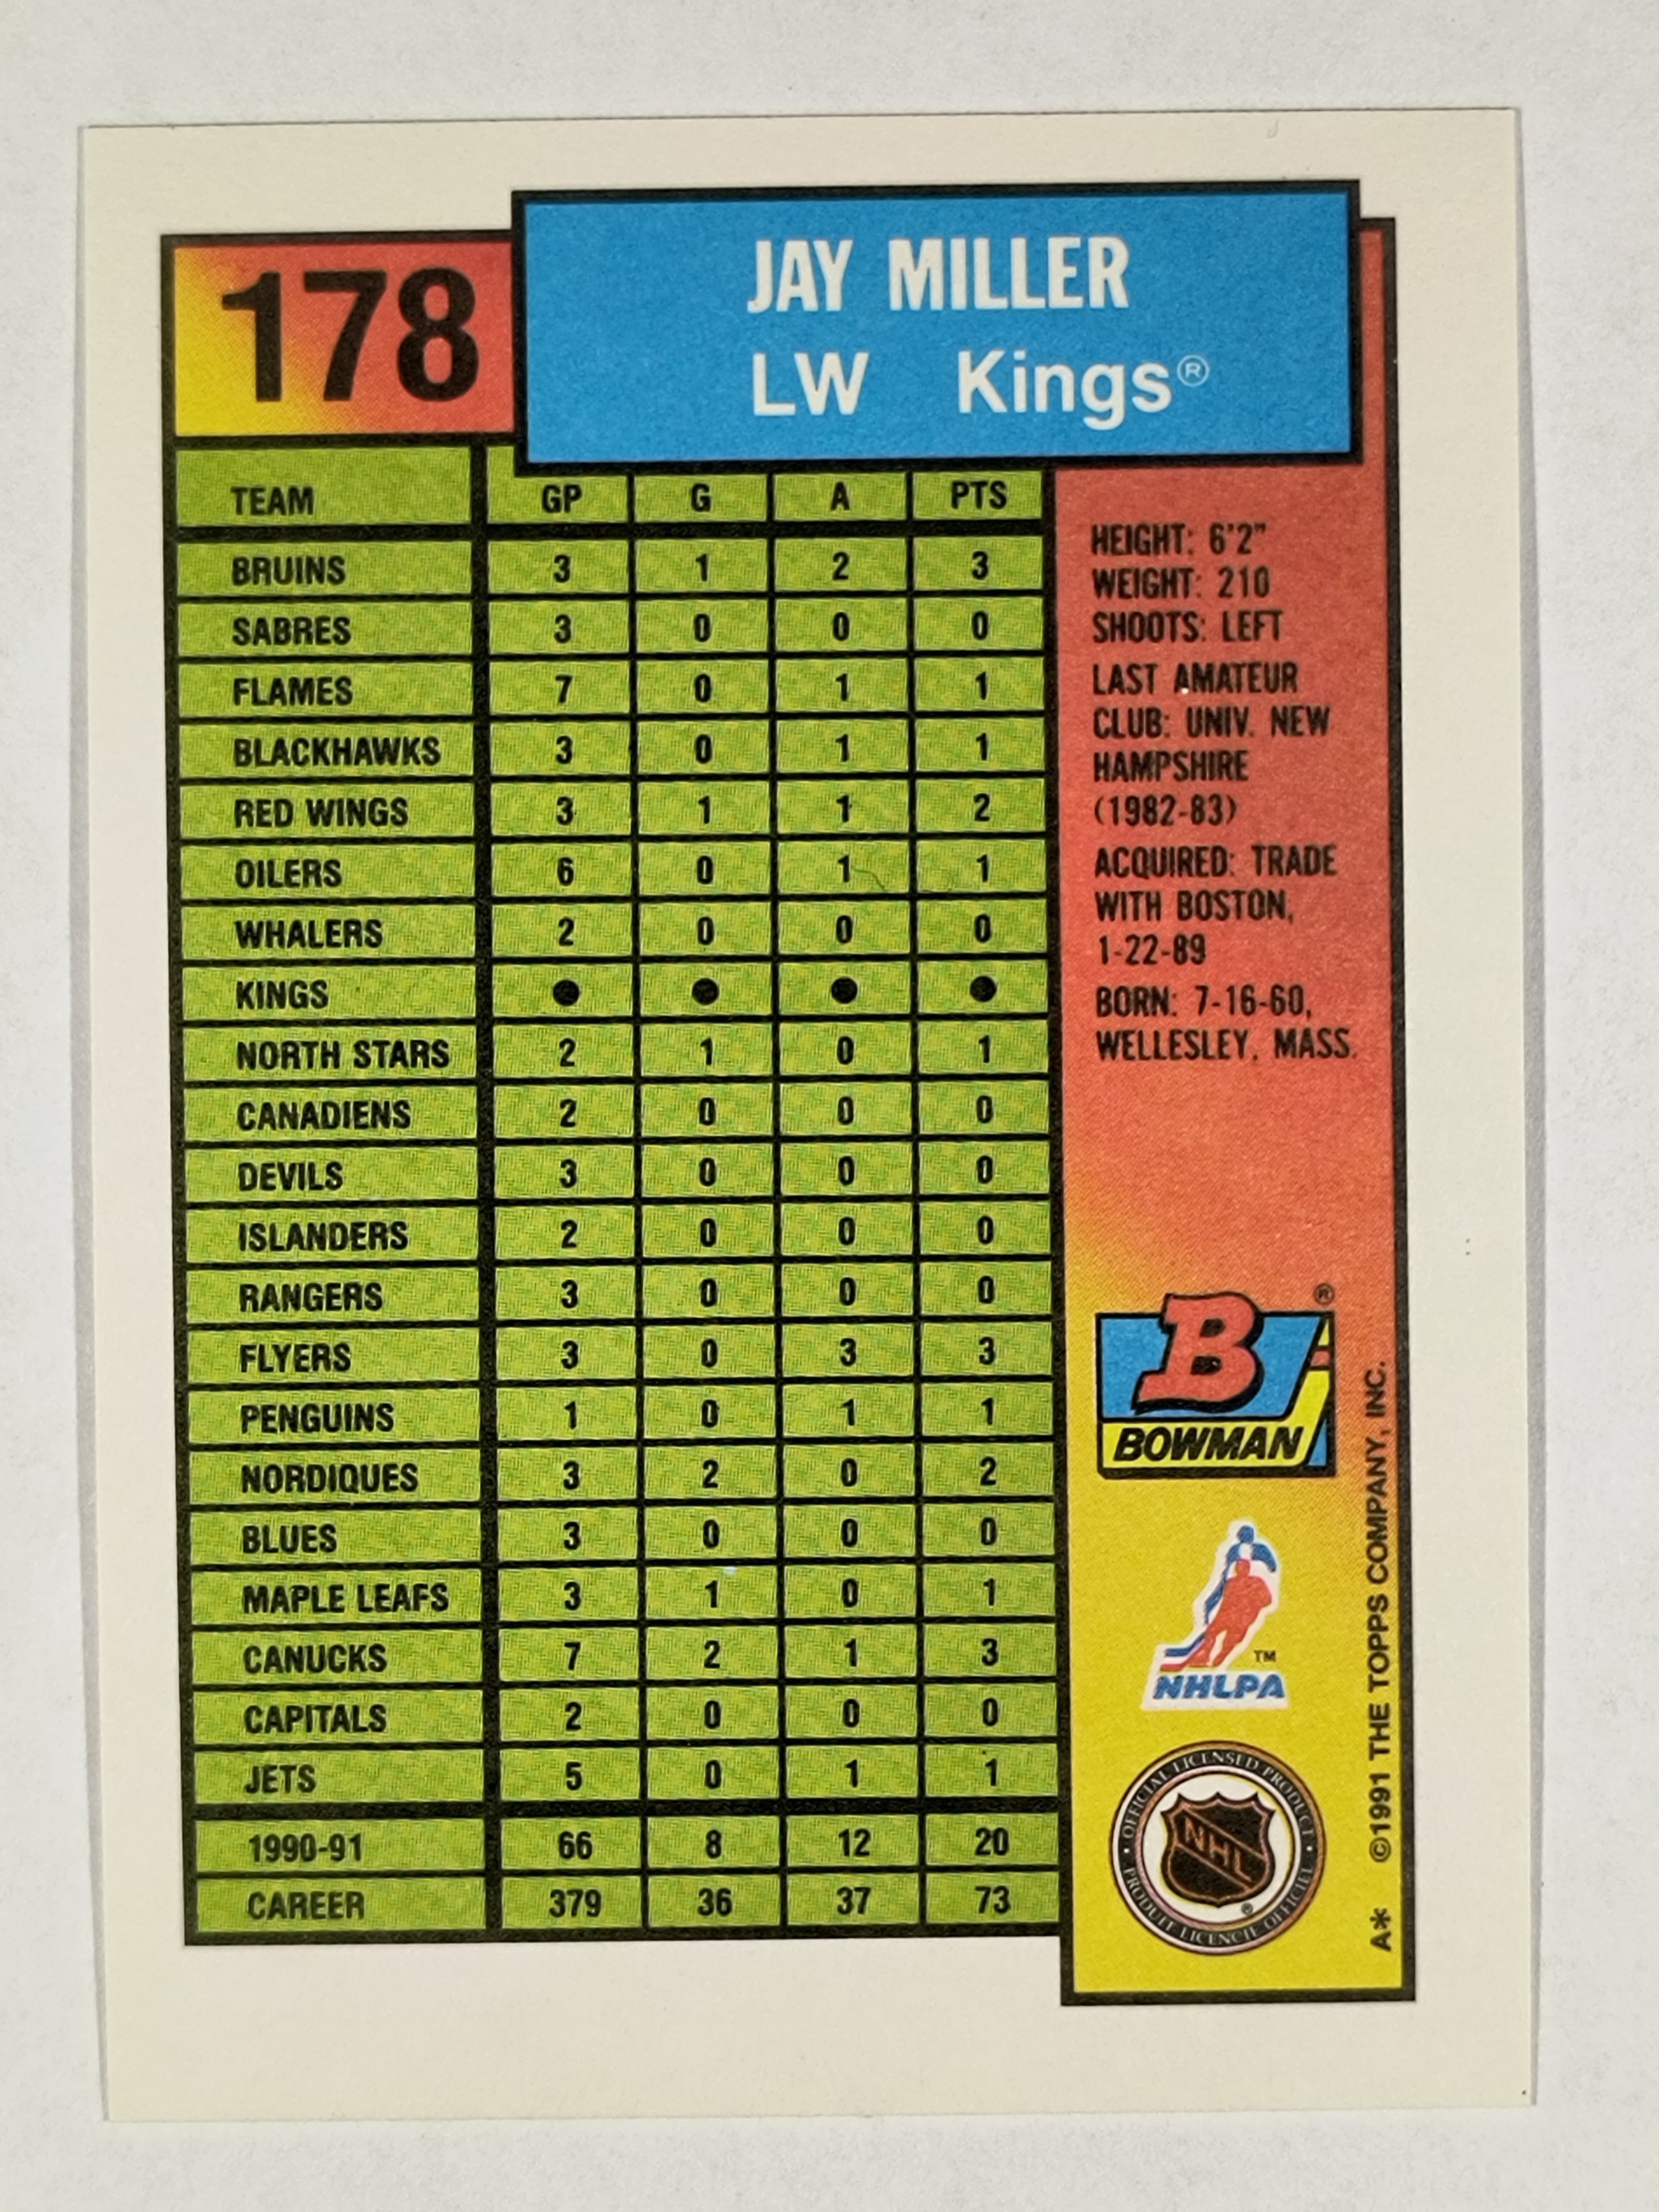 178
JAY MILLER
LW Kings®
TEAM GP G A PTS
BRUINS 3 1 2 3
SABRES 3 0 0 0
FLAMES 7 0 1 1
BLACKHAWKS 3 0 1 1
RED WINGS 3 1 1 2
OILERS 6 0 1 1
WHALERS 2 0 0 0
KINGS ● ● ● ●
NORTH STARS 2 1 0 1
CANADIENS 2 0 0 0
DEVILS 3 0 0 0
ISLANDERS 2 0 0 0
RANGERS 3 0 0 0
FLYERS 3 0 3 3
PENGUINS 1 0 1 1
NORDIQUES 3 2 0 2
BLUES 3 0 0 0
MAPLE LEAFS 3 1 0 1
CANUCKS 7 2 1 3
CAPITALS 2 0 0 0
JETS 5 0 1 1
1990-91 66 8 12 20
CAREER 379 36 37 73
HEIGHT: 6'2"
WEIGHT: 210
SHOOTS: LEFT
LAST AMATEUR
CLUB: UNIV. NEW
HAMPSHIRE
(1982-83)
ACQUIRED: TRADE
WITH BOSTON,
1-22-89
BORN: 7-16-60,
WELLESLEY, MASS.
B ®
BOWMAN
TM
NHLPA
OFFICIAL LICENSED PRODUCT
NHL ®
PRODUIT LICENCIE OFFICIEL
A* ©1991 THE TOPPS COMPANY, INC.